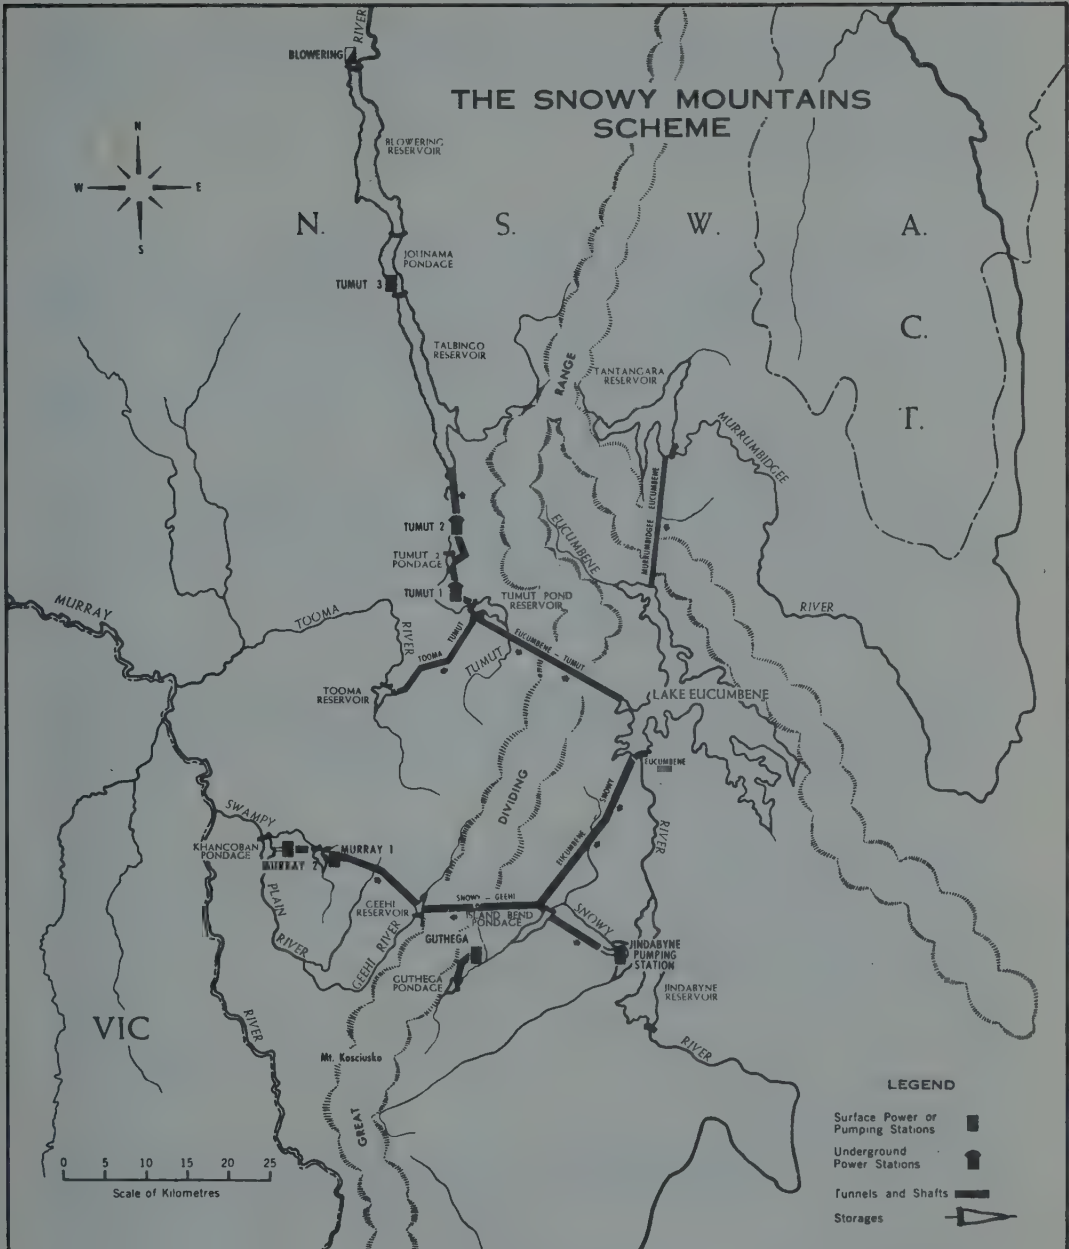 RIVER
BLOWERING
THE SNOWY MOUNTAINS
SCHEME
BLOWERING
RESERVOIR
N
W
E
S
N.
S.
W.
A.
C.
T.
JOUNAMA
PONDAGE
TUMUT 3
TALBINGO
RESERVOIR
RANGE
TANTANGARA
RESERVOIR
MURRUMBIDGEE
MURRUMBIDGEE EUCUMBENE
EUCUMBENE
TUMUT 2
TUMUT 2
PONDAGE
TUMUT 1
TUMUT POND
RESERVOIR
MURRAY
TOOMA
RIVER
RIVER
TOOMA TUMUT
EUCUMBENE - TUMUT
TUMUT
TOOMA
RESERVOIR
LAKE EUCUMBENE
EUCUMBENE
DIVIDING
EUCUMBENE SNOWY
RIVER
SWAMPY
KHANCOBAN
PONDAGE
MURRAY 1
MURRAY 2
PLAIN
RIVER
GEEHI
RESERVOIR
SNOWY - GEEHI
ISLAND BEND
PONDAGE
SNOWY
GEEHI RIVER
GUTHEGA
GUTHEGA
PONDAGE
JINDABYNE
PUMPING
STATION
JINDABYNE
RESERVOIR
VIC
RIVER
RIVER
Mt. Kosciusko
GREAT
LEGEND
Surface Power or
Pumping Stations
Underground
Power Stations
Tunnels and Shafts
Storages
0 5 10 15 20 25
Scale of Kilometres